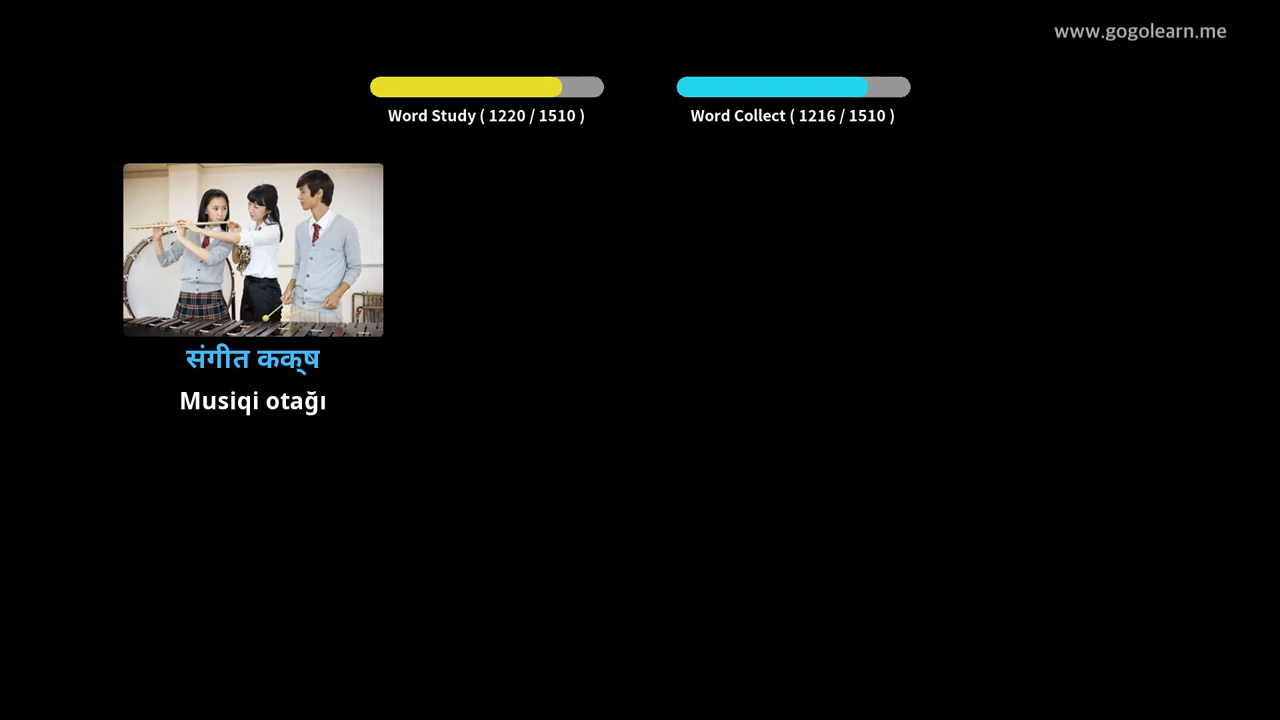 www.gogolearn.me
Word Study ( 1220 / 1510 )
Word Collect ( 1216 / 1510 )
संगीत कक्ष
Musiqi otağı